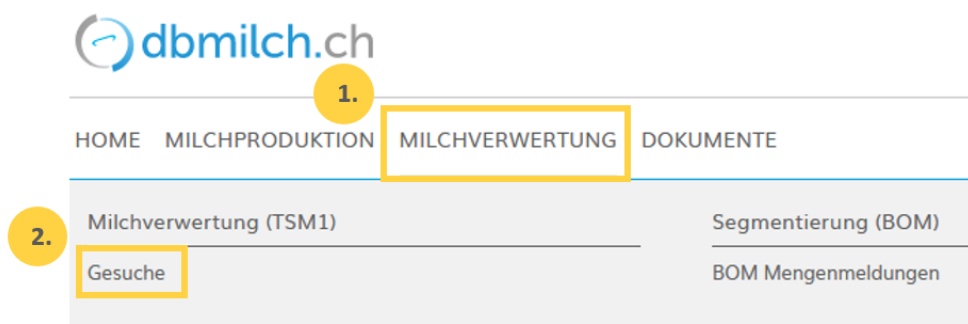 dbmilch.ch
1.
HOME MILCHPRODUKTION MILCHVERWERTUNG DOKUMENTE
Milchverwertung (TSM1) Segmentierung (BOM)
2.
Gesuche BOM Mengenmeldungen